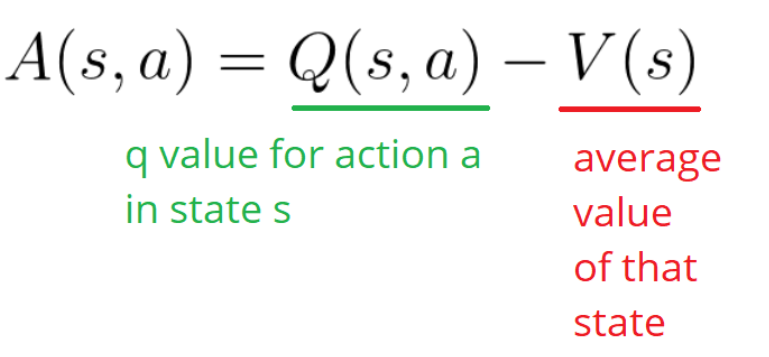 A(s, a) = Q(s, a) − V(s)
q value for action a
in state s
average
value
of that
state